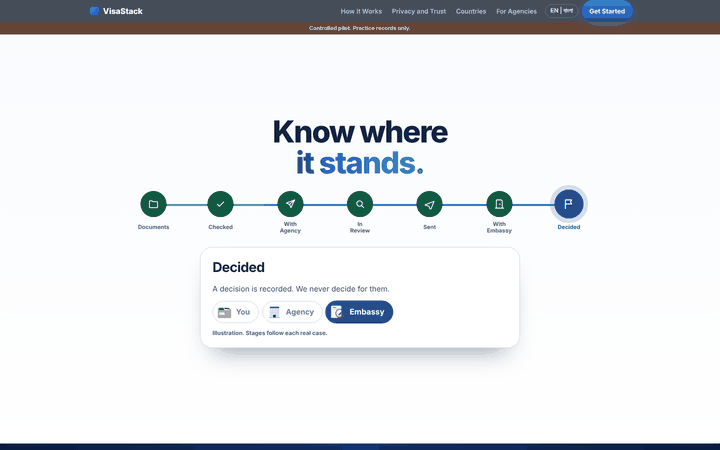 VisaStack
How It Works
Privacy and Trust
Countries
For Agencies
EN | বাংলা
Get Started
Controlled pilot. Practice records only.
Know where
it stands.
Documents
Checked
With
Agency
In
Review
Sent
With
Embassy
Decided
Decided
A decision is recorded. We never decide for them.
You
Agency
Embassy
Illustration. Stages follow each real case.